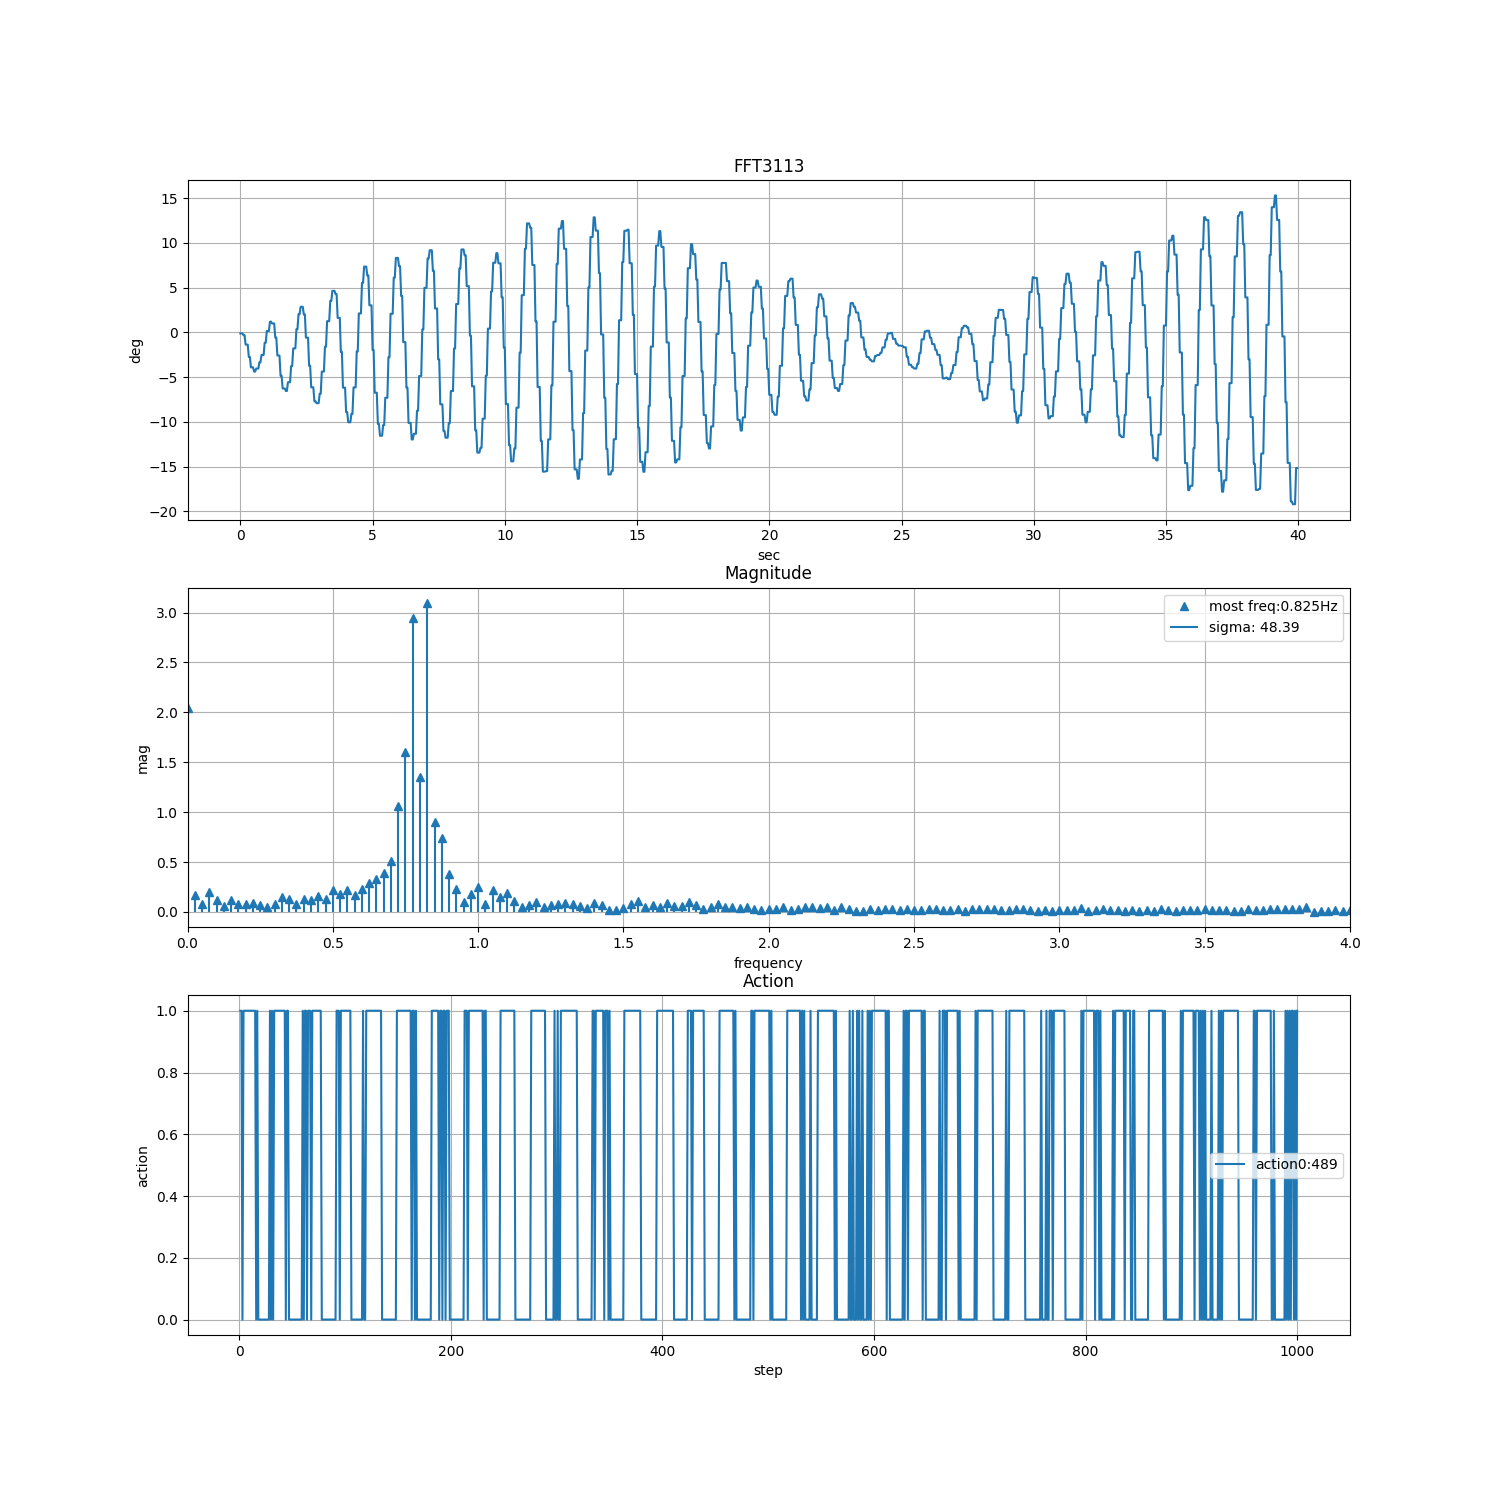 FFT3113
15
10
5
0
−5
−10
−15
−20
deg
0 5 10 15 20 25 30 35 40
sec
Magnitude
3.0
2.5
2.0
1.5
1.0
0.5
0.0
mag
most freq:0.825Hz
sigma: 48.39
0.0 0.5 1.0 1.5 2.0 2.5 3.0 3.5 4.0
frequency
Action
1.0
0.8
0.6
0.4
0.2
0.0
action
action0:489
0 200 400 600 800 1000
step